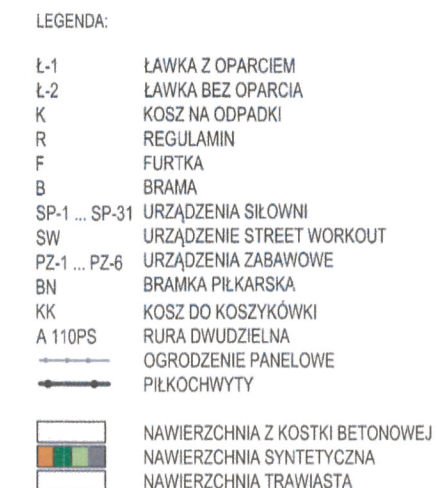 LEGENDA:
Ł-1 ŁAWKA Z OPARCIEM
Ł-2 ŁAWKA BEZ OPARCIA
K KOSZ NA ODPADKI
R REGULAMIN
F FURTKA
B BRAMA
SP-1 ... SP-31 URZĄDZENIA SIŁOWNI
SW URZĄDZENIE STREET WORKOUT
PZ-1 ... PZ-6 URZĄDZENIA ZABAWOWE
BN BRAMKA PIŁKARSKA
KK KOSZ DO KOSZYKÓWKI
A 110PS RURA DWUDZIELNA
OGRODZENIE PANELOWE
PIŁKOCHWYTY
NAWIERZCHNIA Z KOSTKI BETONOWEJ
NAWIERZCHNIA SYNTETYCZNA
NAWIERZCHNIA TRAWIASTA